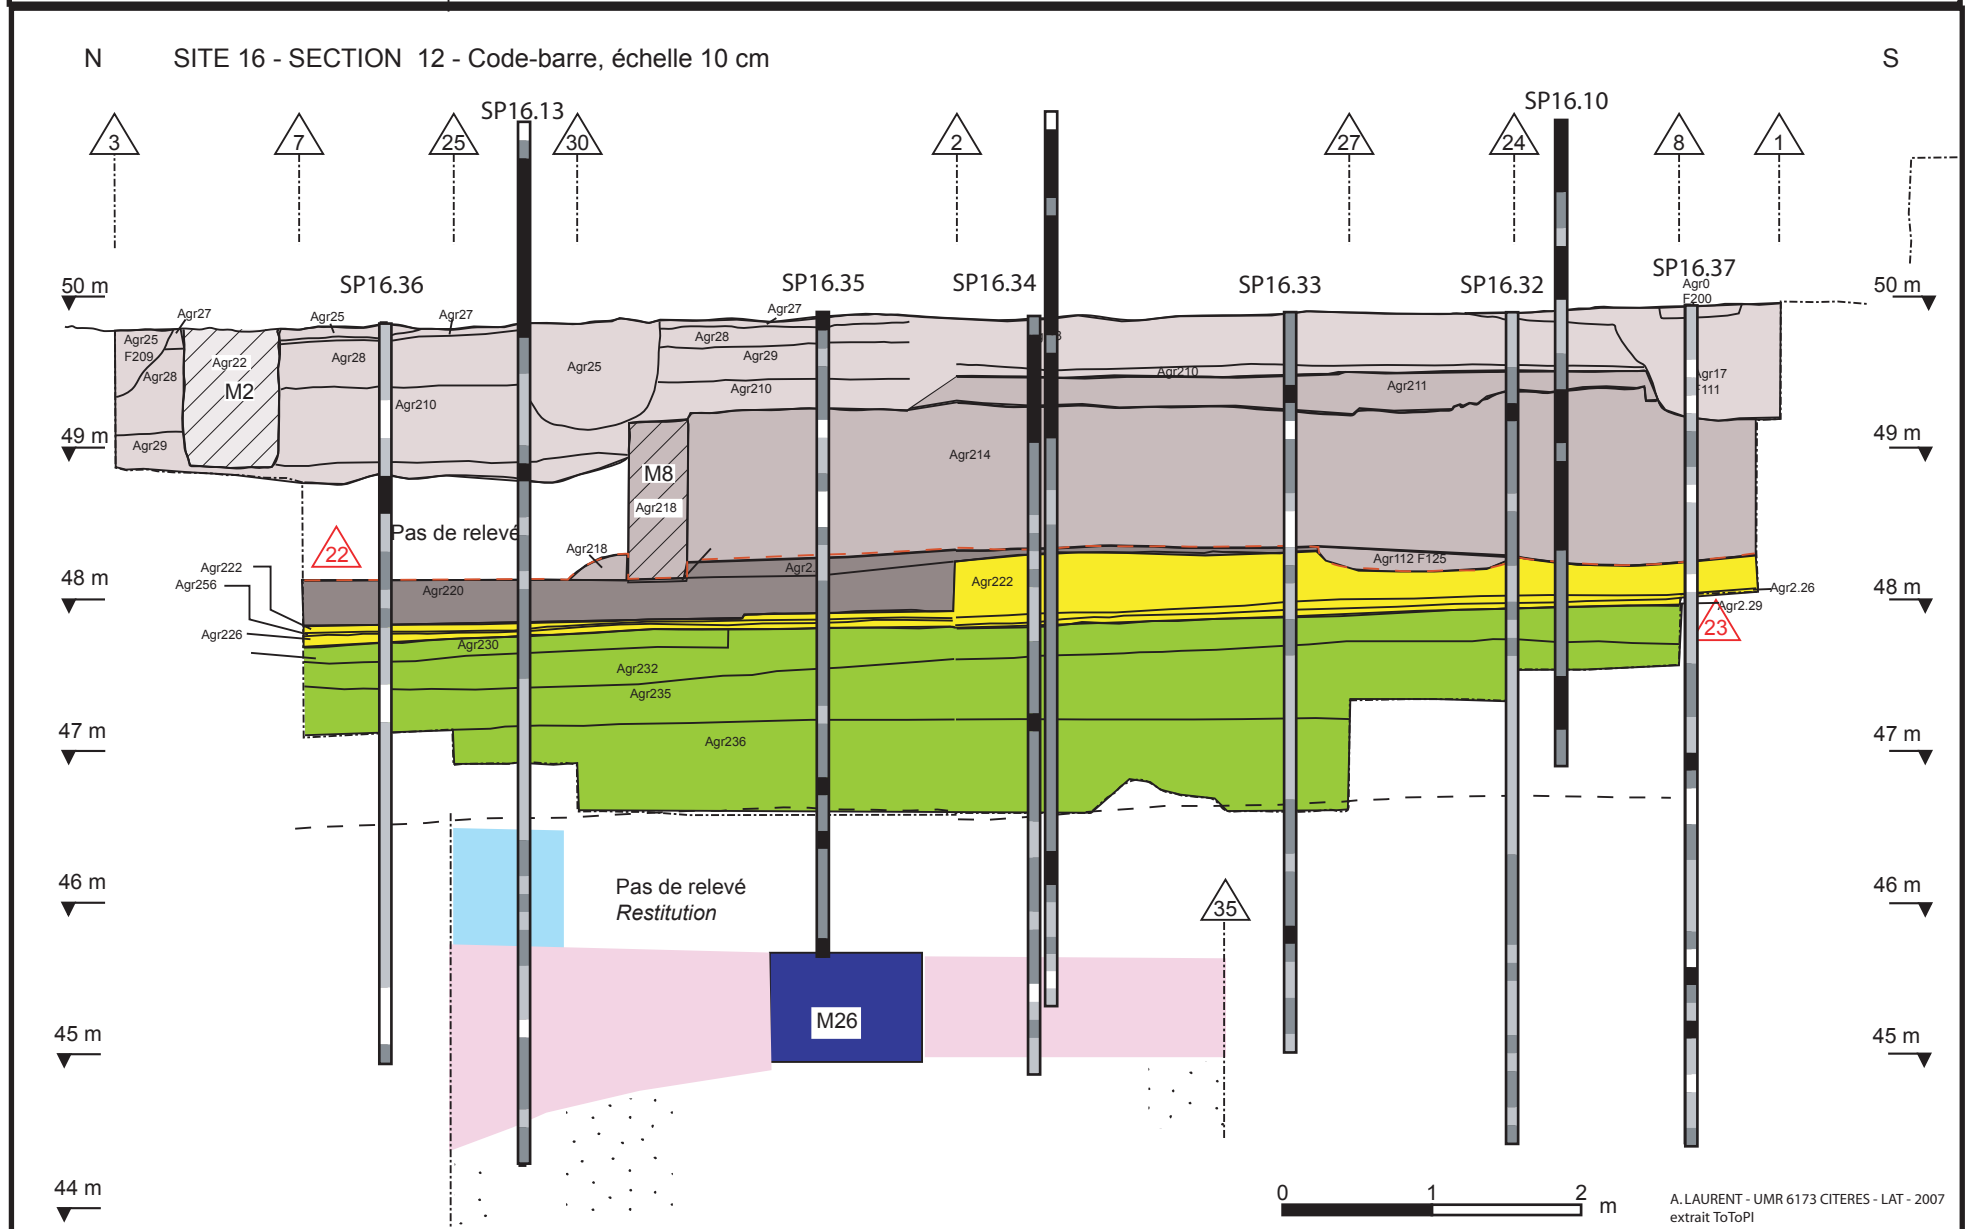 N SITE 16 - SECTION 12 - Code-barre, échelle 10 cm S
SP16.13
SP16.10
3 7 25 30 2 27 24 8 1
SP16.36
SP16.35
SP16.34
SP16.33
SP16.32
SP16.37
50 m
50 m
Agr0
F200
Agr27
Agr25
Agr27
Agr27
Agr25
F209
Agr28
Agr22
M2
Agr28
Agr25
Agr28
Agr29
Agr210
Agr210
Agr210
Agr211
Agr29
49 m
49 m
M8
Agr218
Agr214
22
Pas de relevé
Agr218
Agr112 F125
Agr222
Agr256
Agr226
48 m
48 m
Agr220
Agr222
Agr2.26
Agr2.29
23
Agr230
Agr232
Agr235
Agr236
47 m
47 m
46 m
46 m
Pas de relevé
Restitution
35
M26
45 m
45 m
44 m
0 1 2 m
A. LAURENT - UMR 6173 CITERES - LAT - 2007
extrait ToToPI